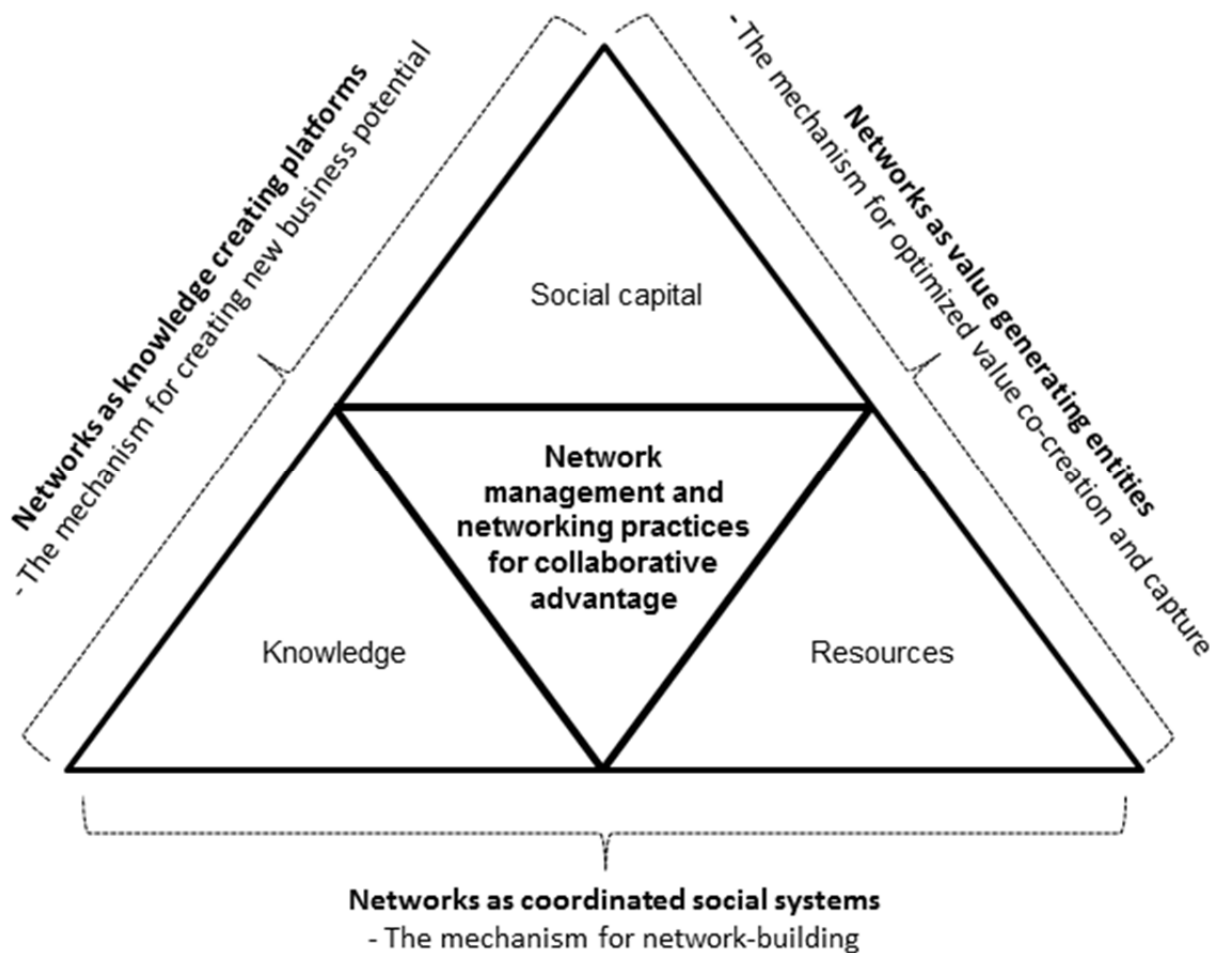 Networks as knowledge creating platforms
- The mechanism for creating new business potential
Networks as value generating entities
- The mechanism for optimized value co-creation and capture
Social capital
Network
management and
networking practices
for collaborative
advantage
Knowledge
Resources
Networks as coordinated social systems
- The mechanism for network-building